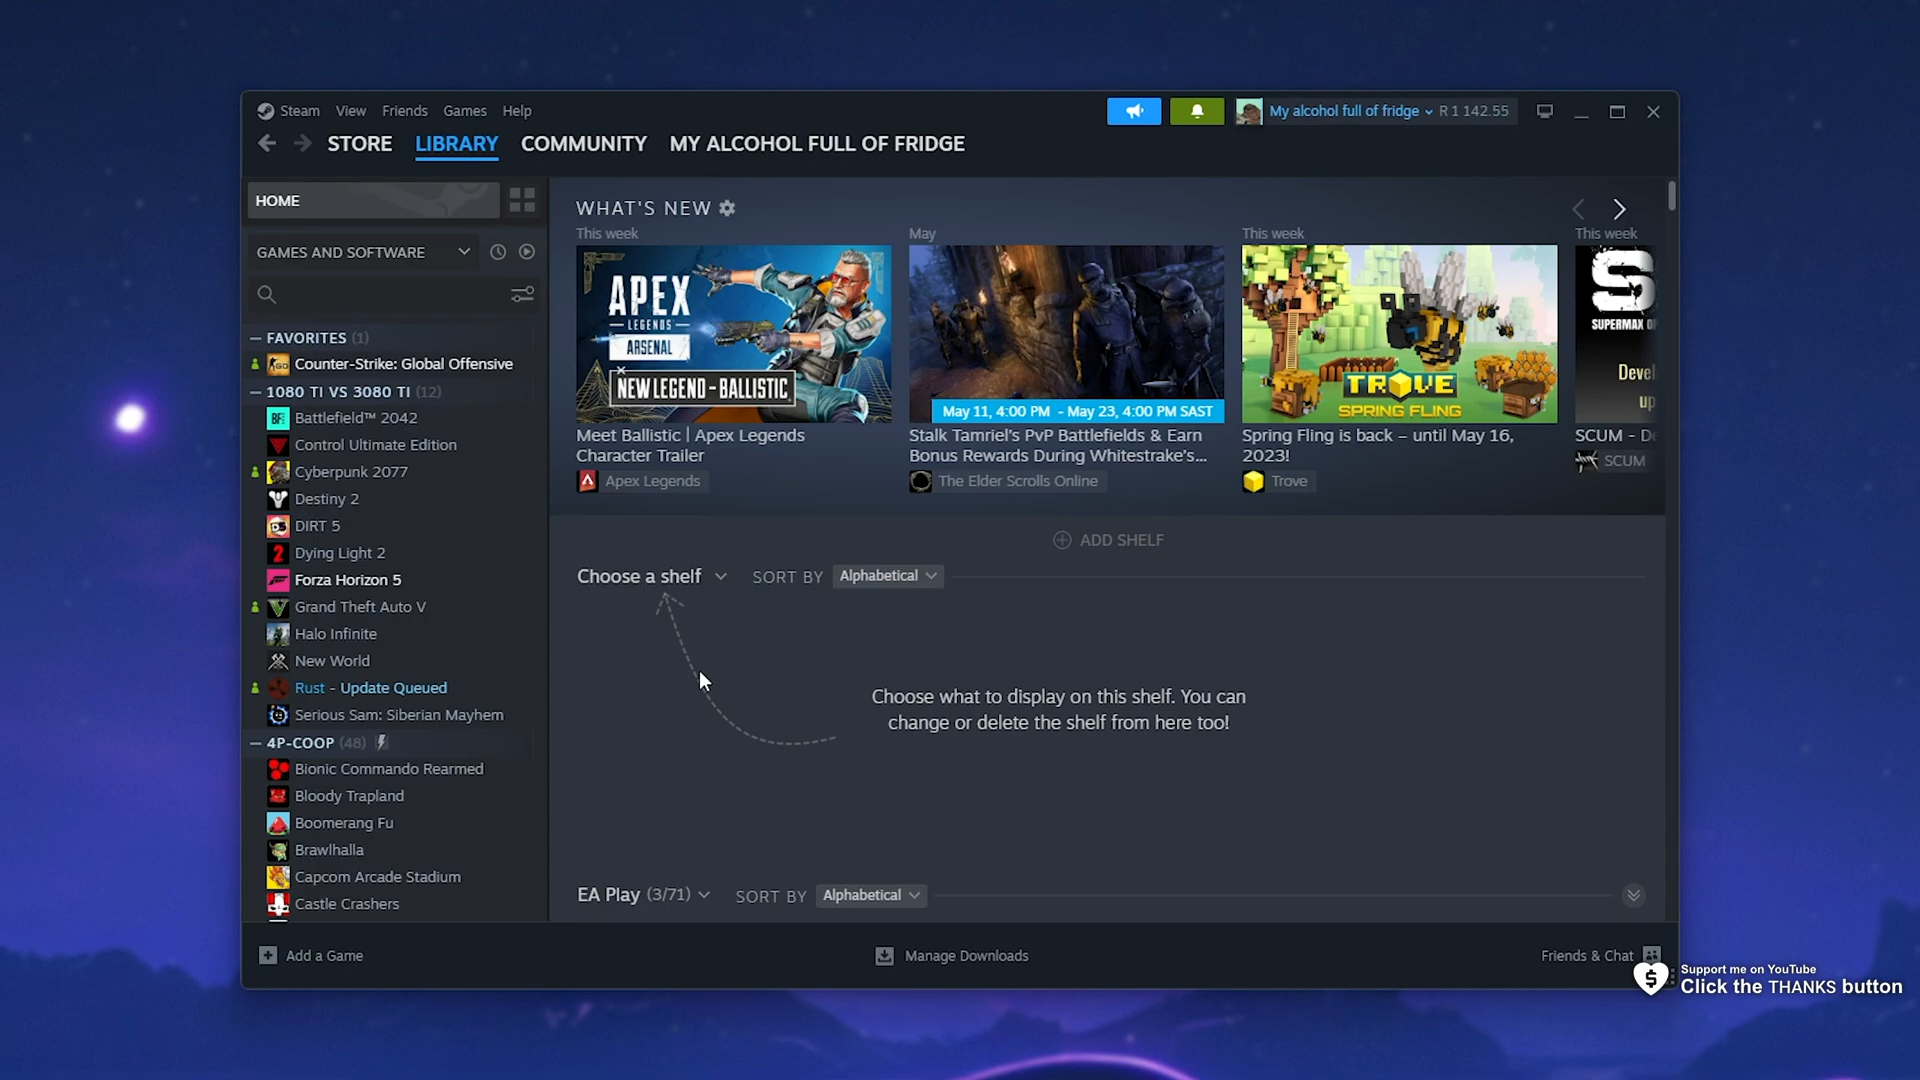 Steam View Friends Games Help
My alcohol full of fridge R 1 142.55
STORE LIBRARY COMMUNITY MY ALCOHOL FULL OF FRIDGE
HOME
GAMES AND SOFTWARE
FAVORITES (1)
Counter-Strike: Global Offensive
1080 TI VS 3080 TI (12)
Battlefield™ 2042
Control Ultimate Edition
Cyberpunk 2077
Destiny 2
DIRT 5
Dying Light 2
Forza Horizon 5
Grand Theft Auto V
Halo Infinite
New World
Rust - Update Queued
Serious Sam: Siberian Mayhem
4P-COOP (48)
Bionic Commando Rearmed
Bloody Trapland
Boomerang Fu
Brawlhalla
Capcom Arcade Stadium
Castle Crashers
WHAT'S NEW
This week
APEX
LEGENDS
ARSENAL
NEW LEGEND - BALLISTIC
Meet Ballistic | Apex Legends
Character Trailer
Apex Legends
May
May 11, 4:00 PM - May 23, 4:00 PM SAST
Stalk Tamriel's PvP Battlefields & Earn
Bonus Rewards During Whitestrake's...
The Elder Scrolls Online
This week
TROVE
SPRING FLING
Spring Fling is back – until May 16,
2023!
Trove
This week
S
SUPERMAX
Devel
up
SCUM - De
SCUM
ADD SHELF
Choose a shelf SORT BY Alphabetical
Choose what to display on this shelf. You can
change or delete the shelf from here too!
EA Play (3/71) SORT BY Alphabetical
Add a Game
Manage Downloads
Friends & Chat
Support me on YouTube
Click the THANKS button